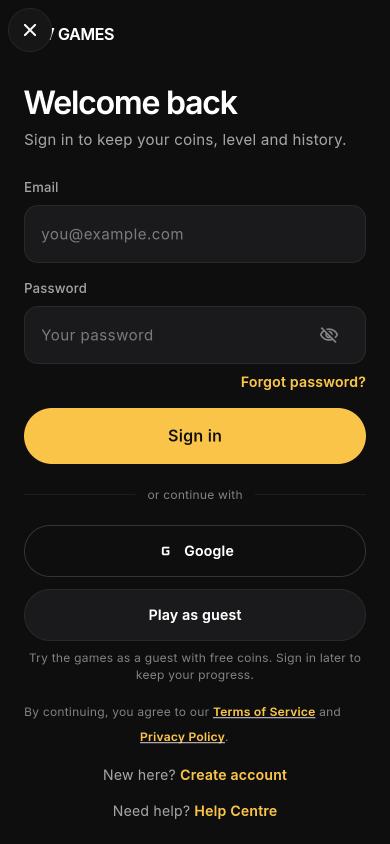 GAMES
Welcome back
Sign in to keep your coins, level and history.
Email
you@example.com
Password
Your password
Forgot password?
Sign in
or continue with
G Google
Play as guest
Try the games as a guest with free coins. Sign in later to
keep your progress.
By continuing, you agree to our Terms of Service and
Privacy Policy.
New here? Create account
Need help? Help Centre